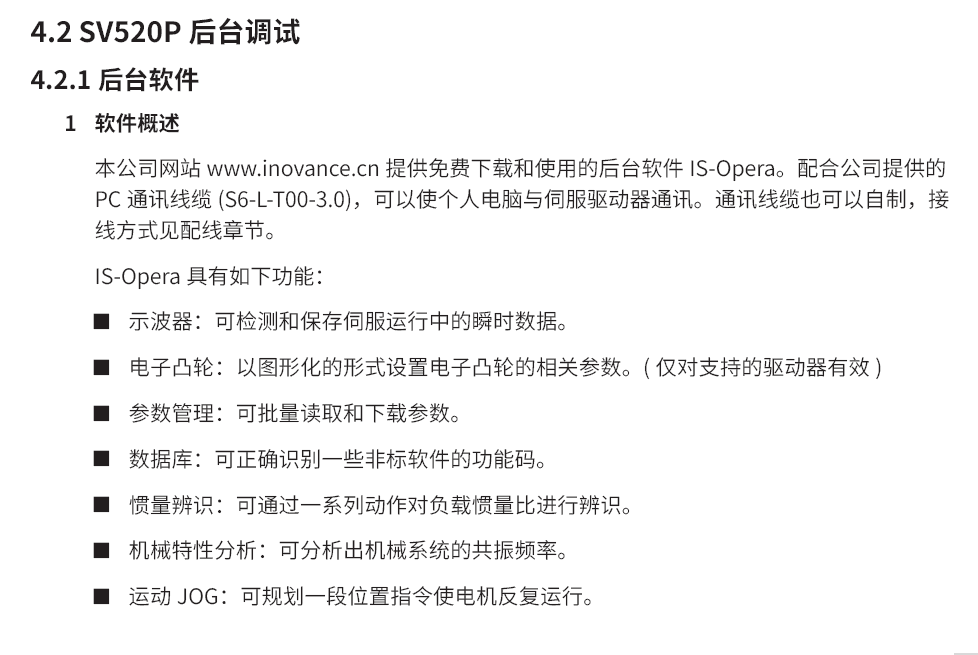 4.2 SV520P 后台调试
4.2.1 后台软件
1 软件概述
本公司网站 www.inovance.cn 提供免费下载和使用的后台软件 IS-Opera。配合公司提供的
PC 通讯线缆 (S6-L-T00-3.0)，可以使个人电脑与伺服驱动器通讯。通讯线缆也可以自制，接
线方式见配线章节。
IS-Opera 具有如下功能：
■ 示波器：可检测和保存伺服运行中的瞬时数据。
■ 电子凸轮：以图形化的形式设置电子凸轮的相关参数。( 仅对支持的驱动器有效 )
■ 参数管理：可批量读取和下载参数。
■ 数据库：可正确识别一些非标软件的功能码。
■ 惯量辨识：可通过一系列动作对负载惯量比进行辨识。
■ 机械特性分析：可分析出机械系统的共振频率。
■ 运动 JOG：可规划一段位置指令使电机反复运行。